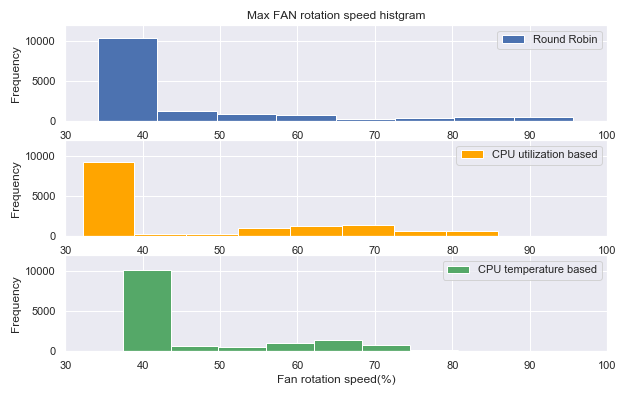 Max FAN rotation speed histgram
Frequency
10000
5000
0
Round Robin
30 40 50 60 70 80 90 100
Frequency
10000
5000
0
CPU utilization based
30 40 50 60 70 80 90 100
Frequency
10000
5000
0
CPU temperature based
30 40 50 60 70 80 90 100
Fan rotation speed(%)